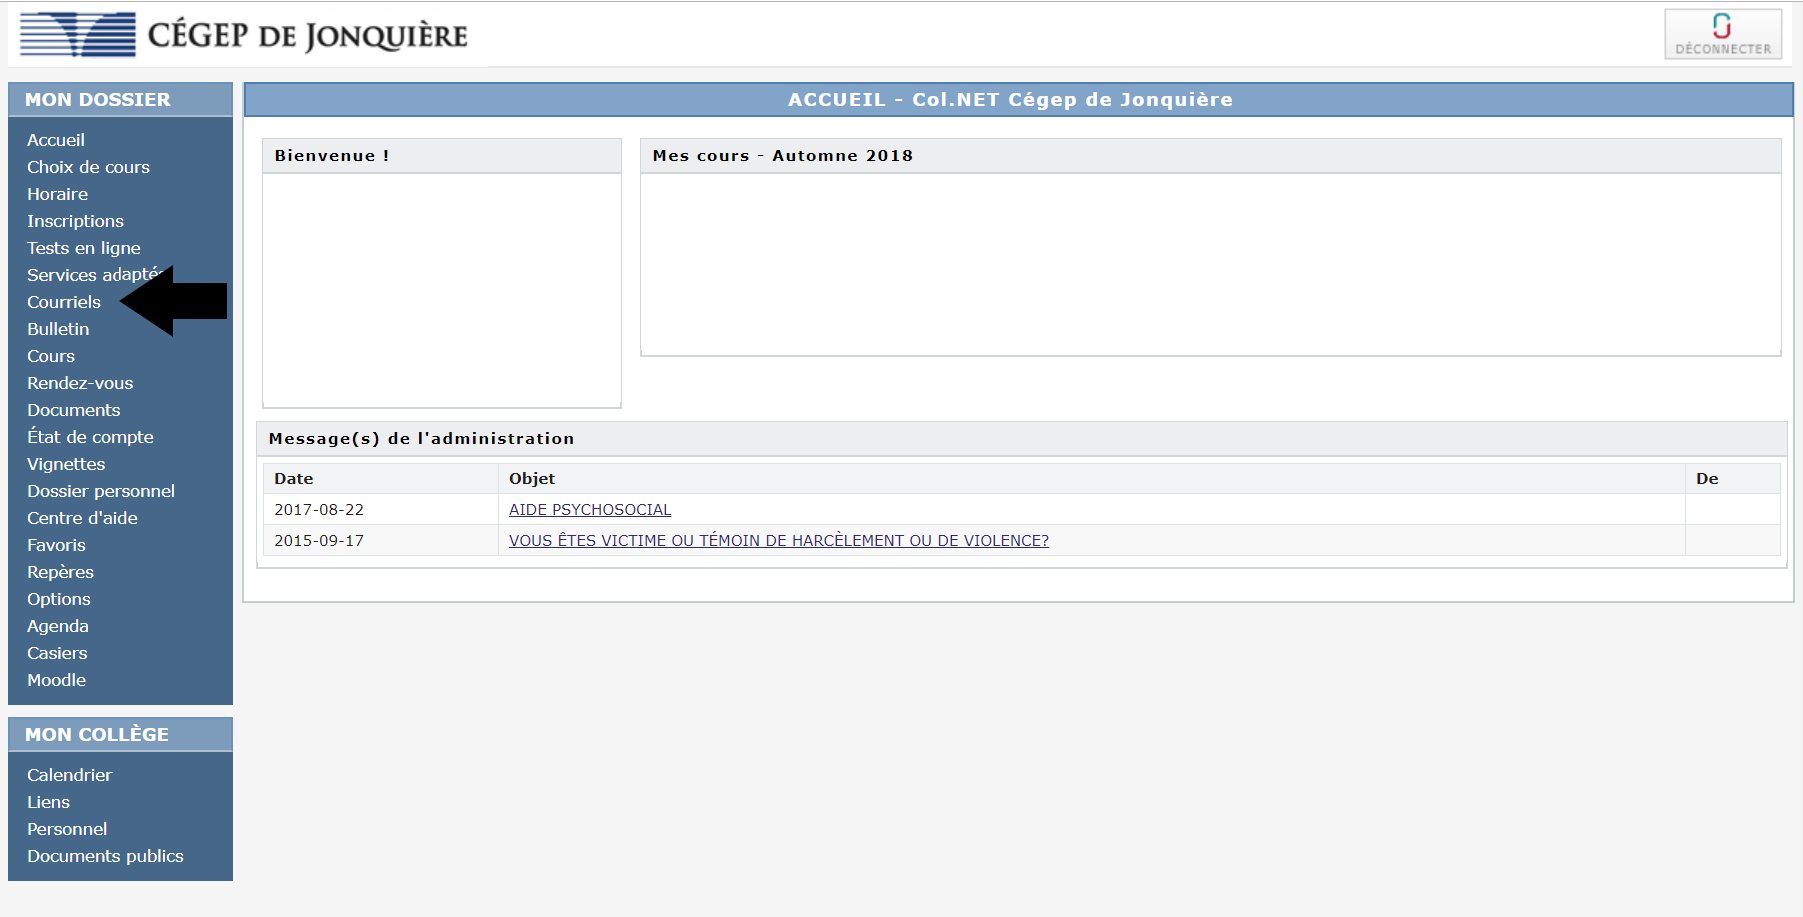 CÉGEP DE JONQUIÈRE
DÉCONNECTER
MON DOSSIER
Accueil
Choix de cours
Horaire
Inscriptions
Tests en ligne
Services adaptés
Courriels
Bulletin
Cours
Rendez-vous
Documents
État de compte
Vignettes
Dossier personnel
Centre d'aide
Favoris
Repères
Options
Agenda
Casiers
Moodle
MON COLLÈGE
Calendrier
Liens
Personnel
Documents publics
ACCUEIL - Col.NET Cégep de Jonquière
Bienvenue !
Mes cours - Automne 2018
Message(s) de l'administration
Date Objet De
2017-08-22 AIDE PSYCHOSOCIAL
2015-09-17 VOUS ÊTES VICTIME OU TÉMOIN DE HARCÈLEMENT OU DE VIOLENCE?